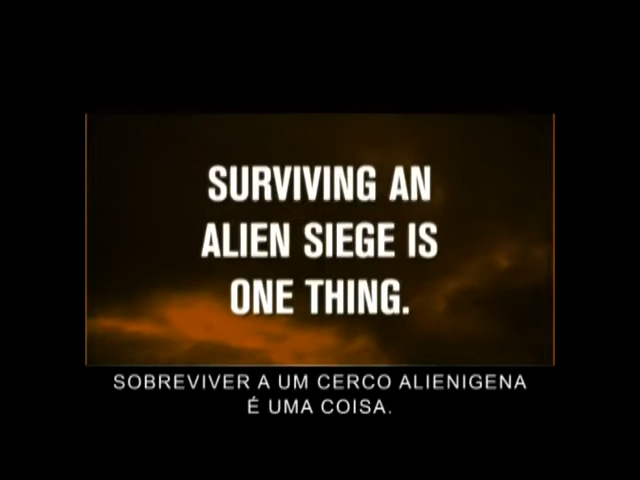 SURVIVING AN
ALIEN SIEGE IS
ONE THING.
SOBREVIVER A UM CERCO ALIENIGENA
É UMA COISA.